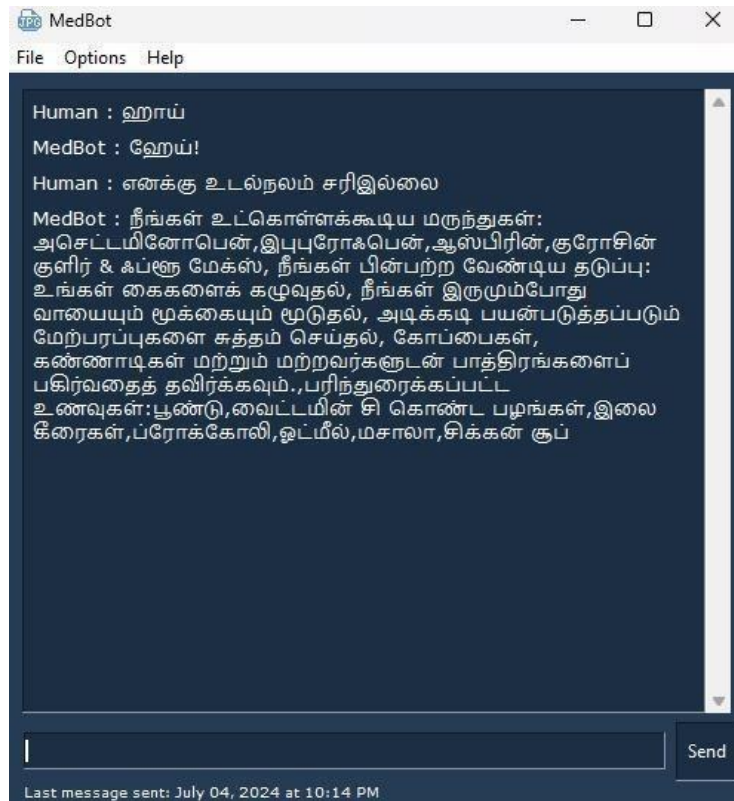 MedBot
File Options Help
Human : ஹாய்
MedBot : ஹேய்!
Human : எனக்கு உடல்நலம் சரிஇல்லை
MedBot : நீங்கள் உட்கொள்ளக்கூடிய மருந்துகள்:
அசெட்டமினோபென்,இபுபுரோஃபென்,ஆஸ்பிரின்,குரோசின்
குளிர் & ஃப்ளூ மேக்ஸ், நீங்கள் பின்பற்ற வேண்டிய தடுப்பு:
உங்கள் கைகளைக் கழுவுதல், நீங்கள் இருமும்போது
வாயையும் மூக்கையும் மூடுதல், அடிக்கடி பயன்படுத்தப்படும்
மேற்பரப்புகளை சுத்தம் செய்தல், கோப்பைகள்,
கண்ணாடிகள் மற்றும் மற்றவர்களுடன் பாத்திரங்களைப்
பகிர்வதைத் தவிர்க்கவும்.,பரிந்துரைக்கப்பட்ட
உணவுகள்:பூண்டு,வைட்டமின் சி கொண்ட பழங்கள்,இலை
கீரைகள்,ப்ரோக்கோலி,ஓட்மீல்,மசாலா,சிக்கன் சூப்
Send
Last message sent: July 04, 2024 at 10:14 PM